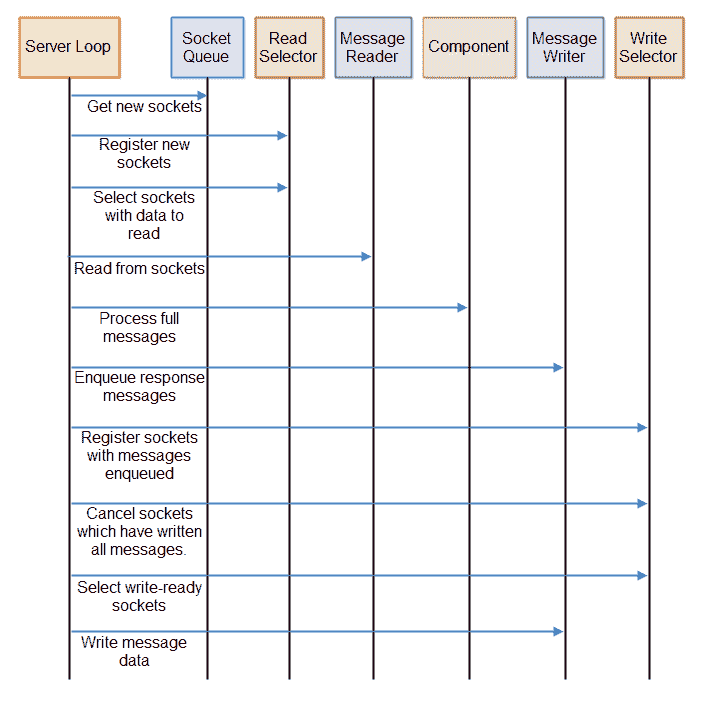 Server Loop
Socket
Queue
Read
Selector
Message
Reader
Component
Message
Writer
Write
Selector
Get new sockets
Register new
sockets
Select sockets
with data to
read
Read from sockets
Process full
messages
Enqueue response
messages
Register sockets
with messages
enqueued
Cancel sockets
which have written
all messages.
Select write-ready
sockets
Write message
data